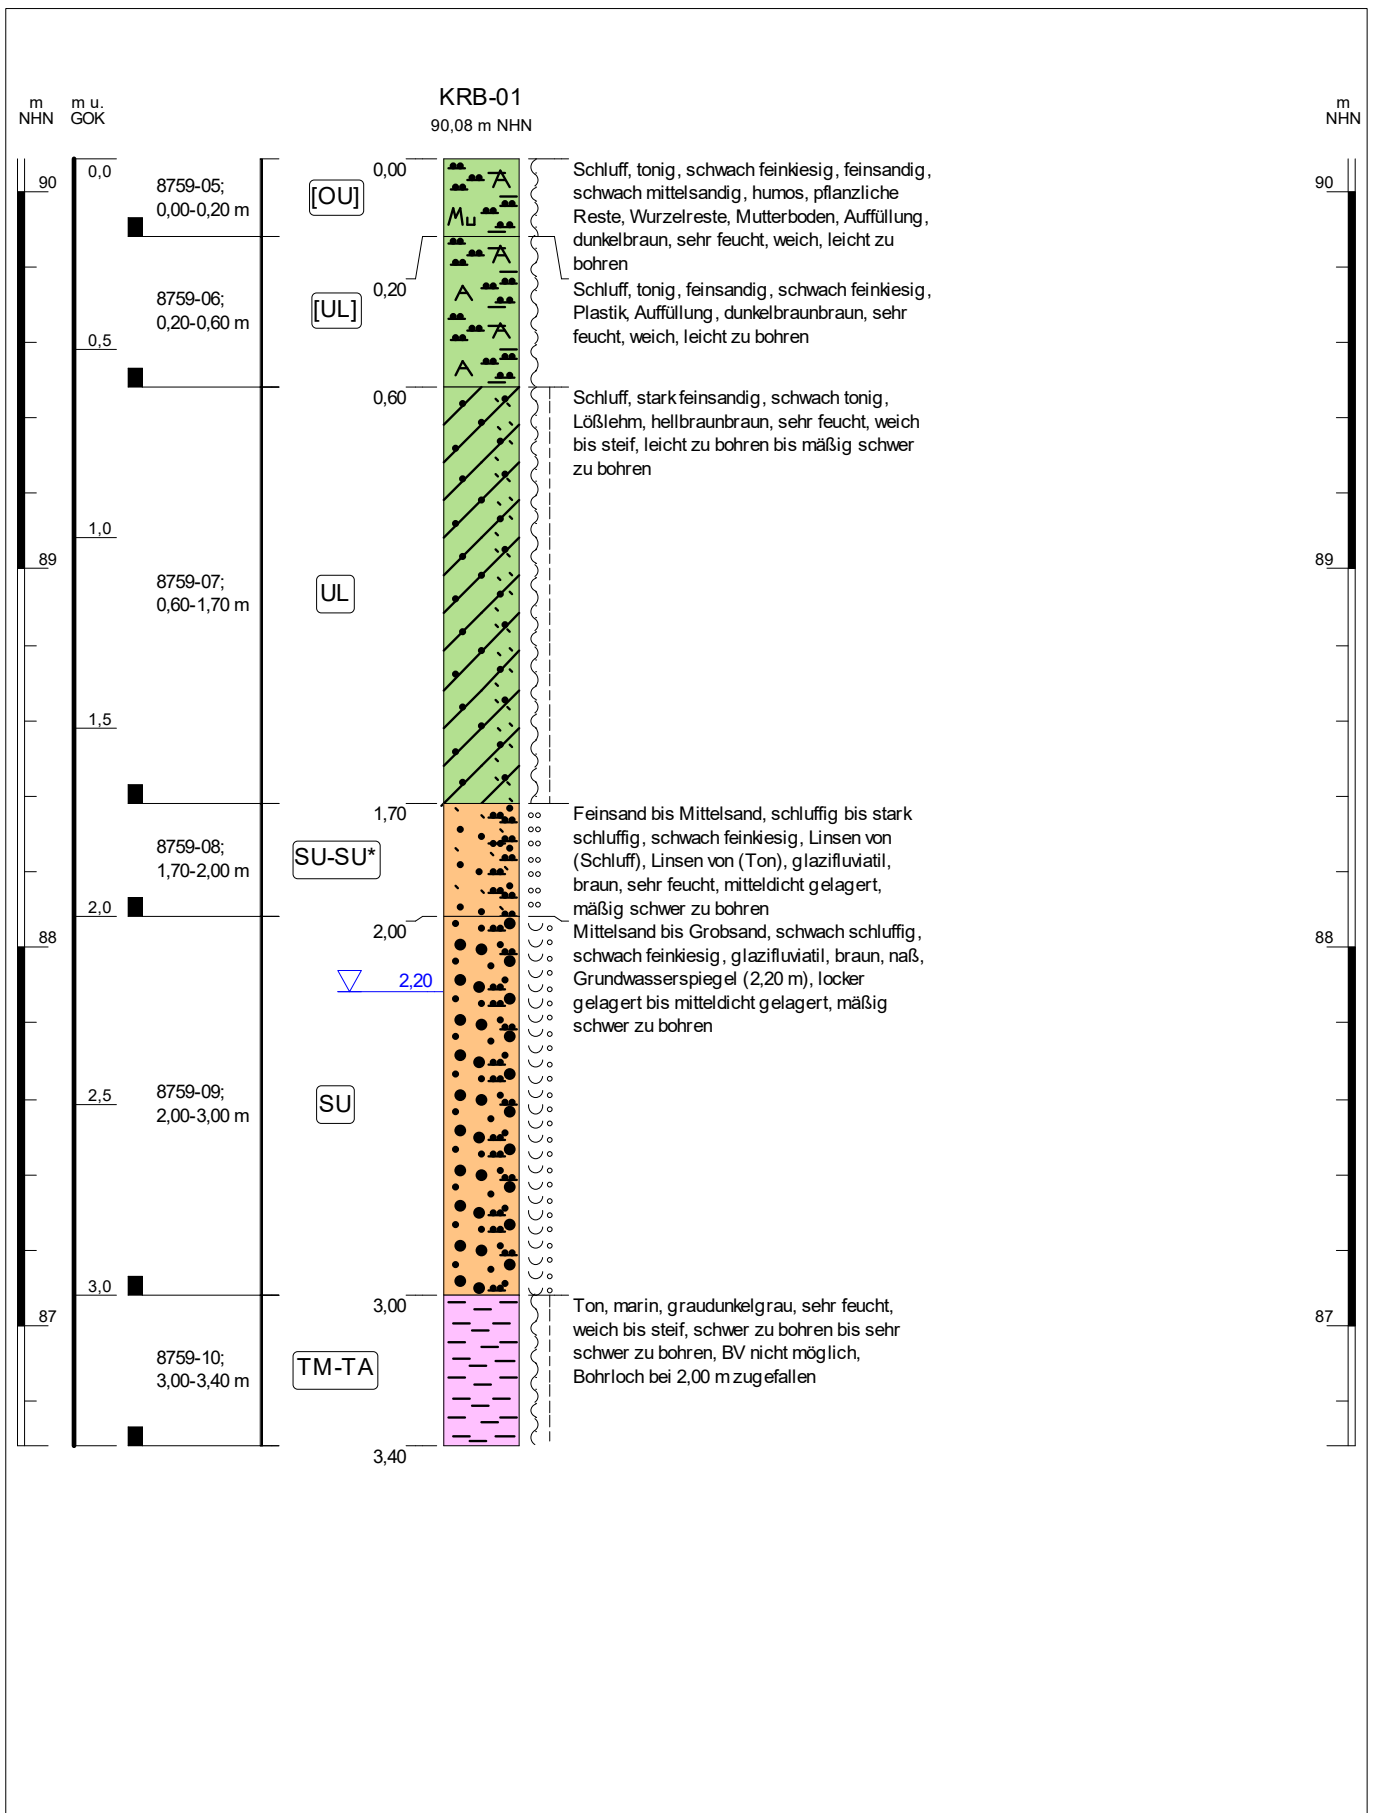 KRB-01
90,08 m NHN
m
NHN
m u.
GOK
m
NHN
90
89
88
87
0,0
0,5
1,0
1,5
2,0
2,5
3,0
8759-05;
0,00-0,20 m
[OU]
0,00
Mu
A
Schluff, tonig, schwach feinkiesig, feinsandig,
schwach mittelsandig, humos, pflanzliche
Reste, Wurzelreste, Mutterboden, Auffüllung,
dunkelbraun, sehr feucht, weich, leicht zu
bohren
8759-06;
0,20-0,60 m
[UL]
0,20
A
A
A
A
Schluff, tonig, feinsandig, schwach feinkiesig,
Plastik, Auffüllung, dunkelbraunbraun, sehr
feucht, weich, leicht zu bohren
8759-07;
0,60-1,70 m
UL
0,60
Schluff, stark feinsandig, schwach tonig,
Lößlehm, hellbraunbraun, sehr feucht, weich
bis steif, leicht zu bohren bis mäßig schwer
zu bohren
8759-08;
1,70-2,00 m
SU-SU*
1,70
Feinsand bis Mittelsand, schluffig bis stark
schluffig, schwach feinkiesig, Linsen von
(Schluff), Linsen von (Ton), glazifluviatil,
braun, sehr feucht, mitteldicht gelagert,
mäßig schwer zu bohren
8759-09;
2,00-3,00 m
SU
2,00
2,20
Mittelsand bis Grobsand, schwach schluffig,
schwach feinkiesig, glazifluviatil, braun, naß,
Grundwasserspiegel (2,20 m), locker
gelagert bis mitteldicht gelagert, mäßig
schwer zu bohren
8759-10;
3,00-3,40 m
TM-TA
3,00
3,40
Ton, marin, graudunkelgrau, sehr feucht,
weich bis steif, schwer zu bohren bis sehr
schwer zu bohren, BV nicht möglich,
Bohrloch bei 2,00 m zugefallen
90
89
88
87